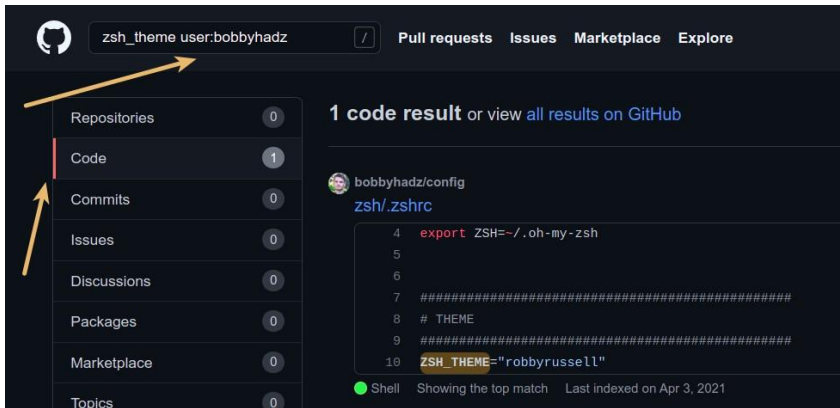 zsh_theme user:bobbyhadz / Pull requests Issues Marketplace Explore
Repositories 0
Code 1
Commits 0
Issues 0
Discussions 0
Packages 0
Marketplace 0
Topics 0
1 code result or view all results on GitHub
bobbyhadz/config
zsh/.zshrc
4 export ZSH=~/.oh-my-zsh
5
6
7 ################################################
8 # THEME
9 ################################################
10 ZSH_THEME="robbyrussell"
Shell Showing the top match Last indexed on Apr 3, 2021